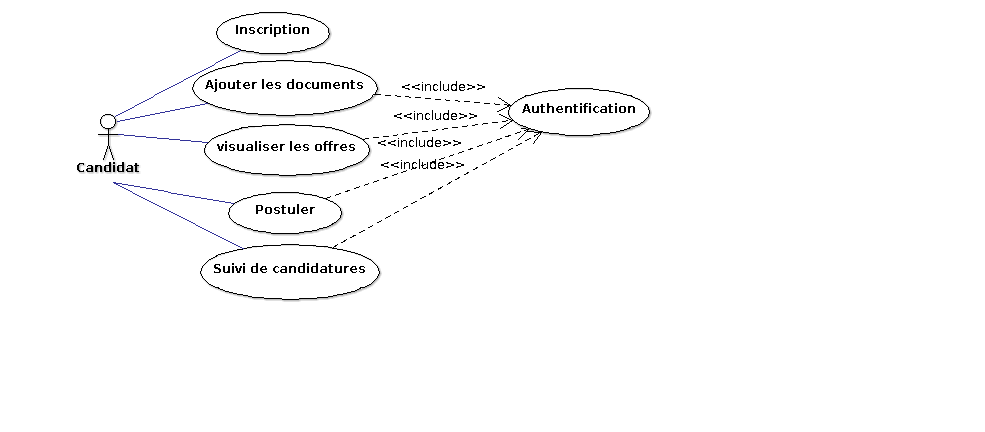 Inscription
Ajouter les documents
<<include>>
Authentification
<<include>>
visualiser les offres
<<include>>
Candidat
<<include>>
Postuler
Suivi de candidatures